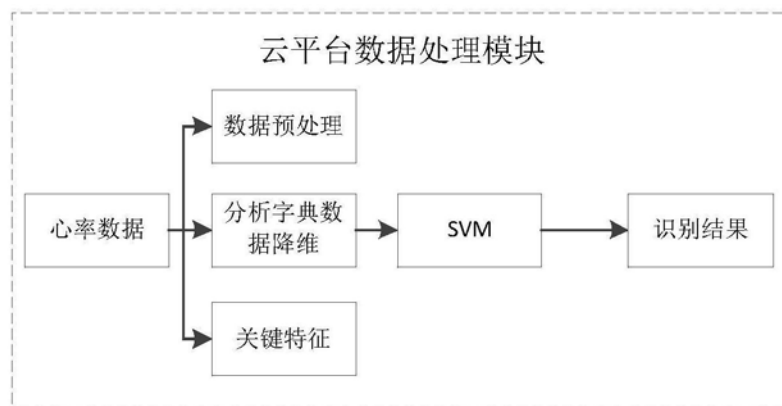 云平台数据处理模块
数据预处理
心率数据
分析字典数
据降维
SVM
识别结果
关键特征